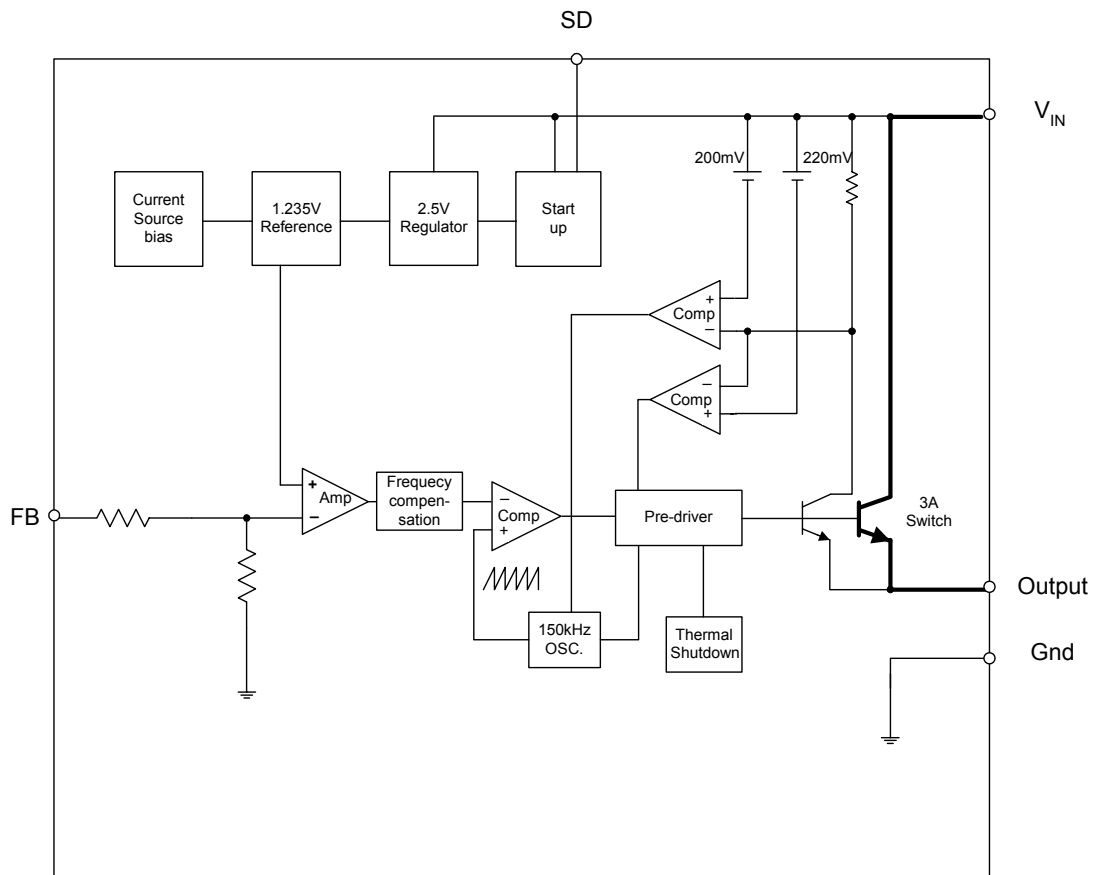 SD
V_IN
200mV
220mV
Current
Source
bias
1.235V
Reference
2.5V
Regulator
Start
up
+
Comp
−
−
Comp
+
FB
+
Amp
−
Frequecy
compen-
sation
−
Comp
+
Pre-driver
3A
Switch
Output
150kHz
OSC.
Thermal
Shutdown
Gnd